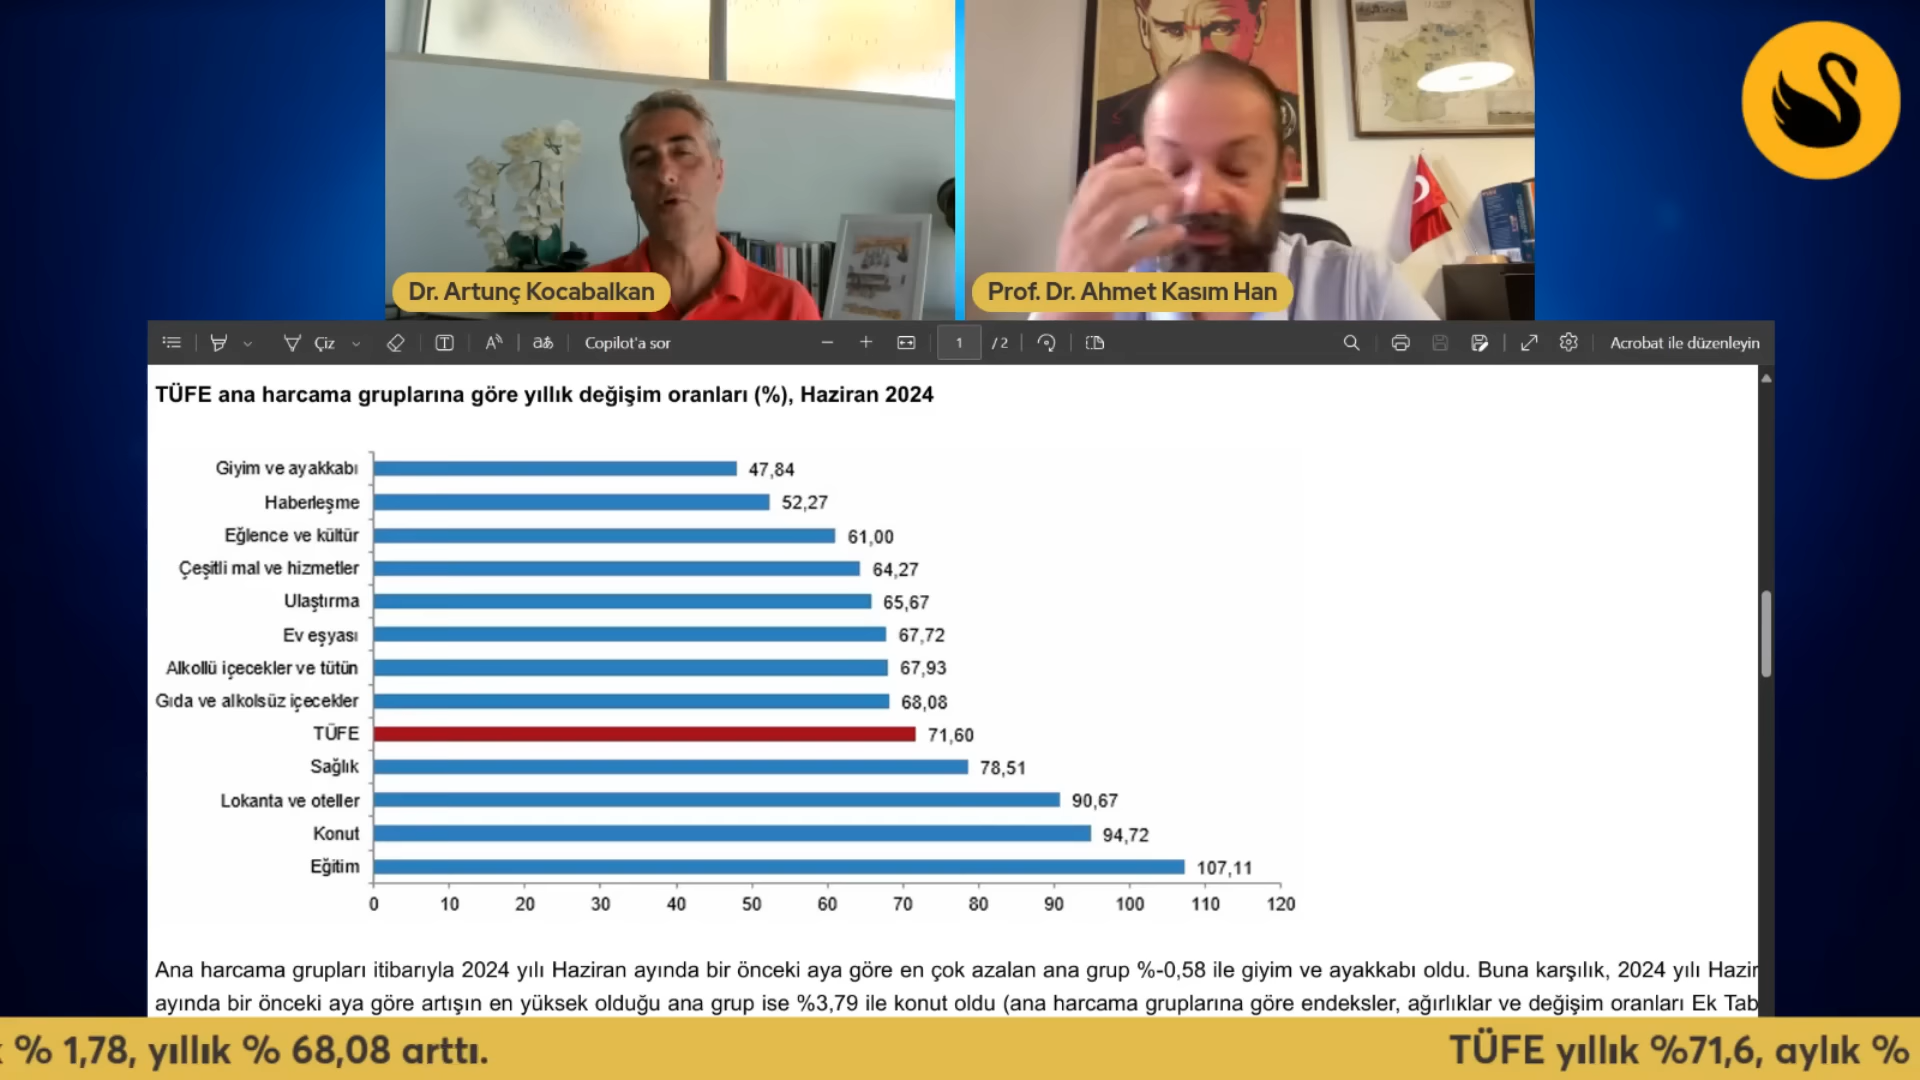 Dr. Artunç Kocabalkan
Prof. Dr. Ahmet Kasım Han
Çiz
Copilot'a sor
1
/ 2
Acrobat ile düzenleyin
TÜFE ana harcama gruplarına göre yıllık değişim oranları (%), Haziran 2024
Giyim ve ayakkabı 47,84
Haberleşme 52,27
Eğlence ve kültür 61,00
Çeşitli mal ve hizmetler 64,27
Ulaştırma 65,67
Ev eşyası 67,72
Alkollü içecekler ve tütün 67,93
Gıda ve alkolsüz içecekler 68,08
TÜFE 71,60
Sağlık 78,51
Lokanta ve oteller 90,67
Konut 94,72
Eğitim 107,11
0 10 20 30 40 50 60 70 80 90 100 110 120
Ana harcama grupları itibarıyla 2024 yılı Haziran ayında bir önceki aya göre en çok azalan ana grup %-0,58 ile giyim ve ayakkabı oldu. Buna karşılık, 2024 yılı Hazir
ayında bir önceki aya göre artışın en yüksek olduğu ana grup ise %3,79 ile konut oldu (ana harcama gruplarına göre endeksler, ağırlıklar ve değişim oranları Ek Tab
% 1,78, yıllık % 68,08 arttı. TÜFE yıllık %71,6, aylık %